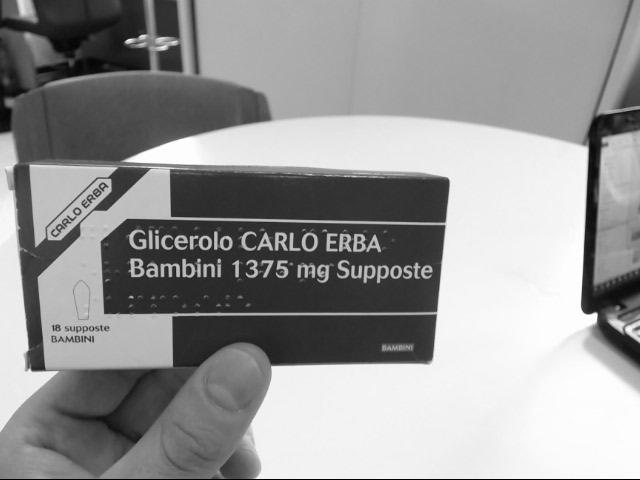 CARLO ERBA
Glicerolo CARLO ERBA
Bambini 1375 mg Supposte
18 supposte
BAMBINI
BAMBINI